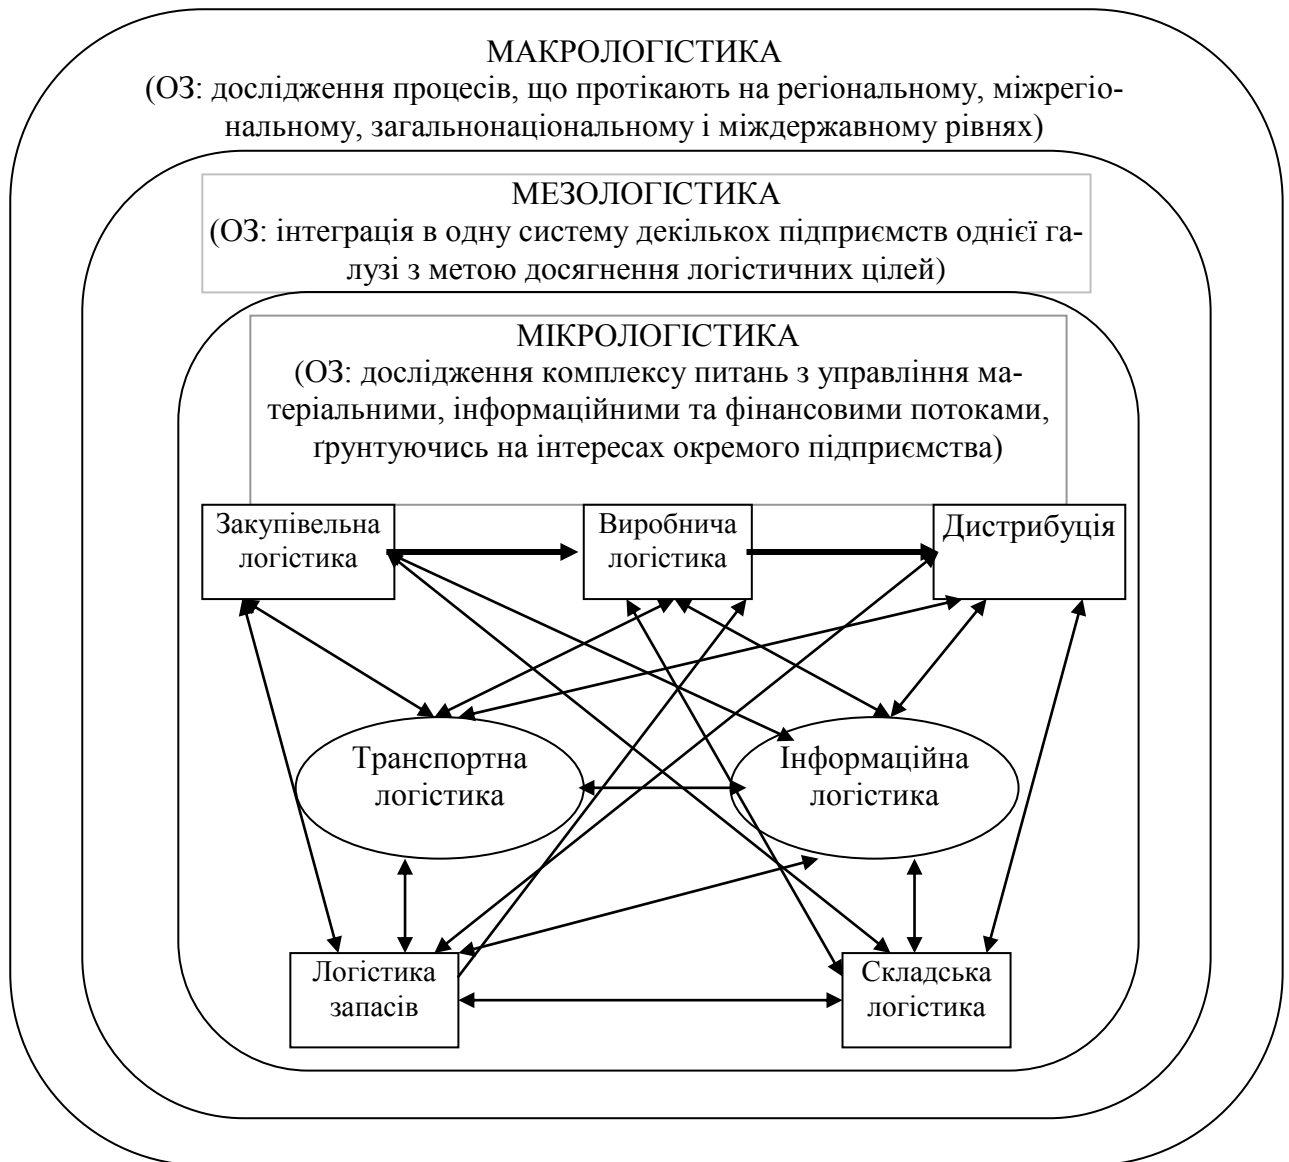 МАКРОЛОГІСТИКА
(ОЗ: дослідження процесів, що протікають на регіональному, міжрегіо-
нальному, загальнонаціональному і міждержавному рівнях)
МЕЗОЛОГІСТИКА
(ОЗ: інтеграція в одну систему декількох підприємств однієї га-
лузі з метою досягнення логістичних цілей)
МІКРОЛОГІСТИКА
(ОЗ: дослідження комплексу питань з управління ма-
теріальними, інформаційними та фінансовими потоками,
ґрунтуючись на інтересах окремого підприємства)
Закупівельна
логістика
Виробнича
логістика
Дистрибуція
Транспортна
логістика
Інформаційна
логістика
Логістика
запасів
Складська
логістика